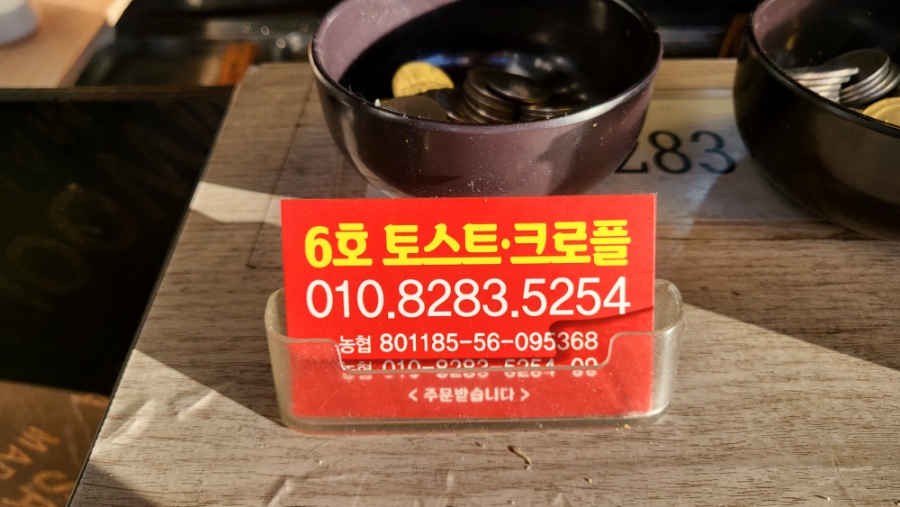 283
6호 토스트·크로플
010.8283.5254
농협 801185-56-095368
농협 010-8283-5254-09
< 주문받습니다 >